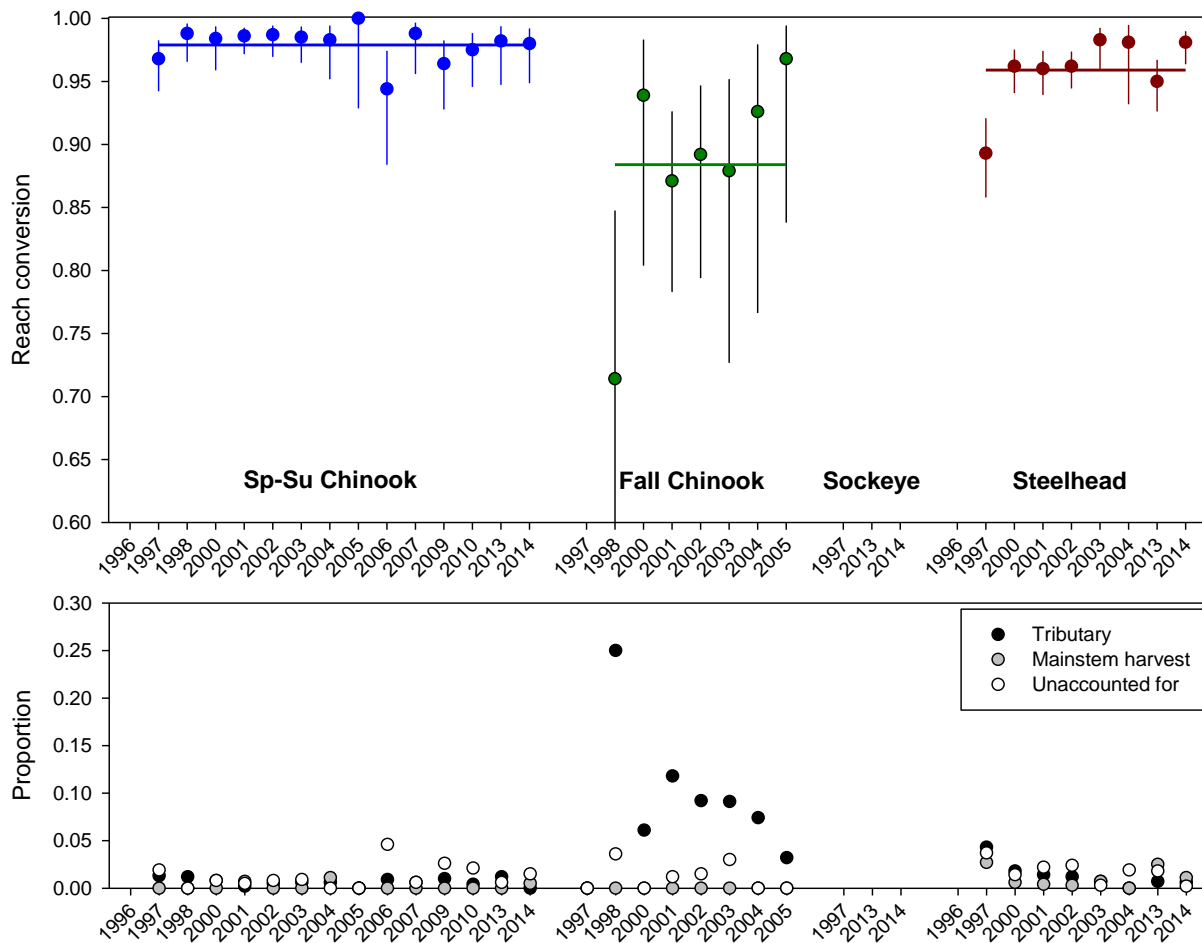 1.00
0.95
0.90
0.85
0.80
0.75
0.70
0.65
0.60
Reach conversion
Sp-Su Chinook Fall Chinook Sockeye Steelhead
1996 1997 1998 2000 2001 2002 2003 2004 2005 2006 2007 2009 2010 2013 2014 1997 1998 2000 2001 2002 2003 2004 2005 1997 2013 2014 1996 1997 2000 2001 2002 2003 2004 2013 2014
0.30
0.25
0.20
0.15
0.10
0.05
0.00
Proportion
Tributary
Mainstem harvest
Unaccounted for
1996 1997 1998 2000 2001 2002 2003 2004 2005 2006 2007 2009 2010 2013 2014 1997 1998 2000 2001 2002 2003 2004 2005 1997 2013 2014 1996 1997 2000 2001 2002 2003 2004 2013 2014